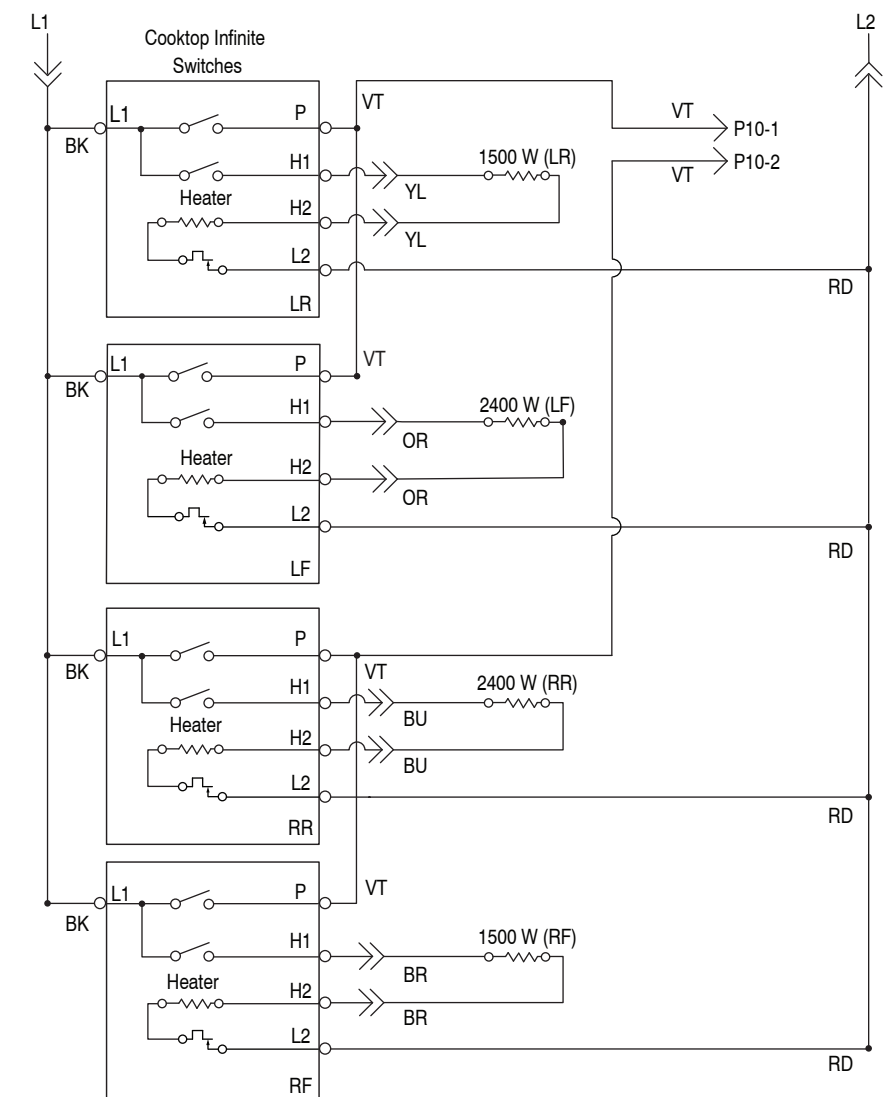 L1
L2
Cooktop Infinite
Switches
L1
P
VT
VT
P10-1
BK
H1
1500 W (LR)
VT
P10-2
Heater
YL
H2
YL
L2
RD
LR
L1
P
VT
BK
H1
2400 W (LF)
OR
Heater
H2
OR
L2
RD
LF
L1
P
BK
VT
H1
2400 W (RR)
BU
Heater
H2
BU
L2
RD
RR
L1
P
VT
BK
H1
1500 W (RF)
BR
Heater
H2
BR
L2
RD
RF